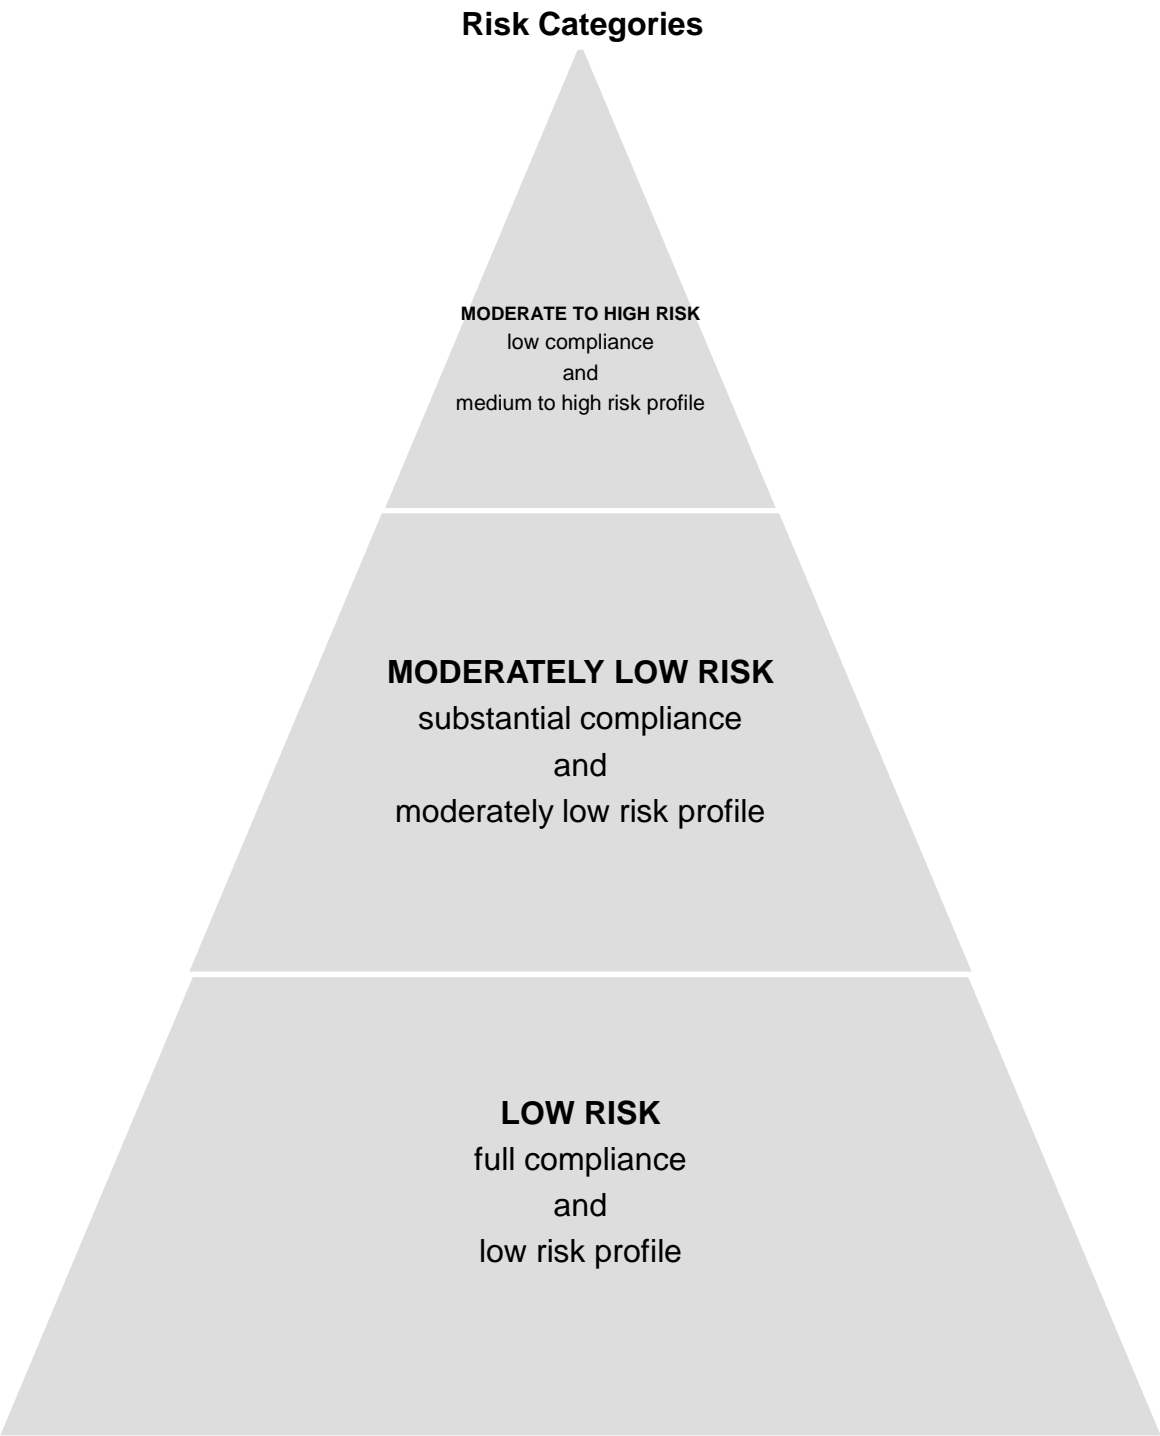 Risk Categories
MODERATE TO HIGH RISK
low compliance
and
medium to high risk profile
MODERATELY LOW RISK
substantial compliance
and
moderately low risk profile
LOW RISK
full compliance
and
low risk profile